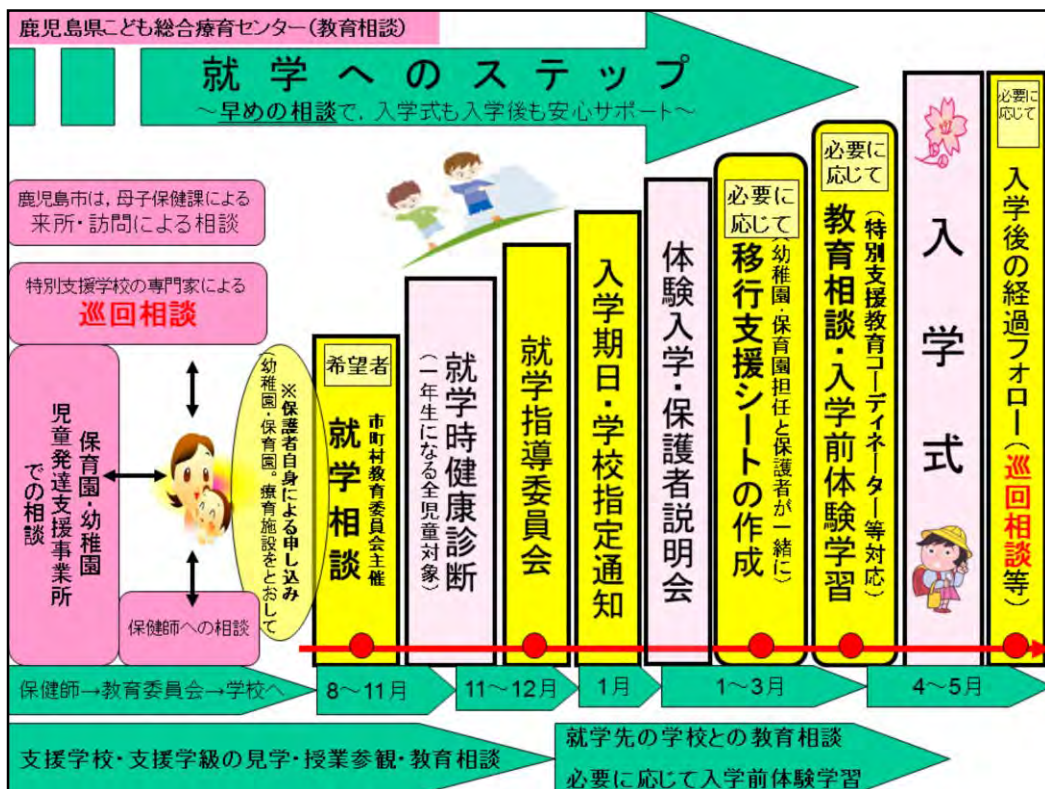 鹿児島県こども総合療育センター(教育相談)
就学へのステップ
～早めの相談で，入学式も入学後も安心サポート～
鹿児島市は，母子保健課による
来所・訪問による相談
特別支援学校の専門家による
巡回相談
保育園・幼稚園
児童発達支援事業所
での相談
保健師への相談
※保護者自身による申し込み
(幼稚園・保育園。療育施設をとおして
希望者
市町村教育委員会主催
就学相談
就学時健康診断
(一年生になる全児童対象)
就学指導委員会
入学期日・学校指定通知
体験入学・保護者説明会
必要に
応じて
(幼稚園・保育園担任と保護者が一緒に)
移行支援シートの作成
必要に
応じて
(特別支援教育コーディネーター等対応)
教育相談・入学前体験学習
入学式
必要に
応じて
入学後の経過フォロー(巡回相談等)
保健師→教育委員会→学校へ
8～11月
11～12月
1月
1～3月
4～5月
支援学校・支援学級の見学・授業参観・教育相談
就学先の学校との教育相談
必要に応じて入学前体験学習